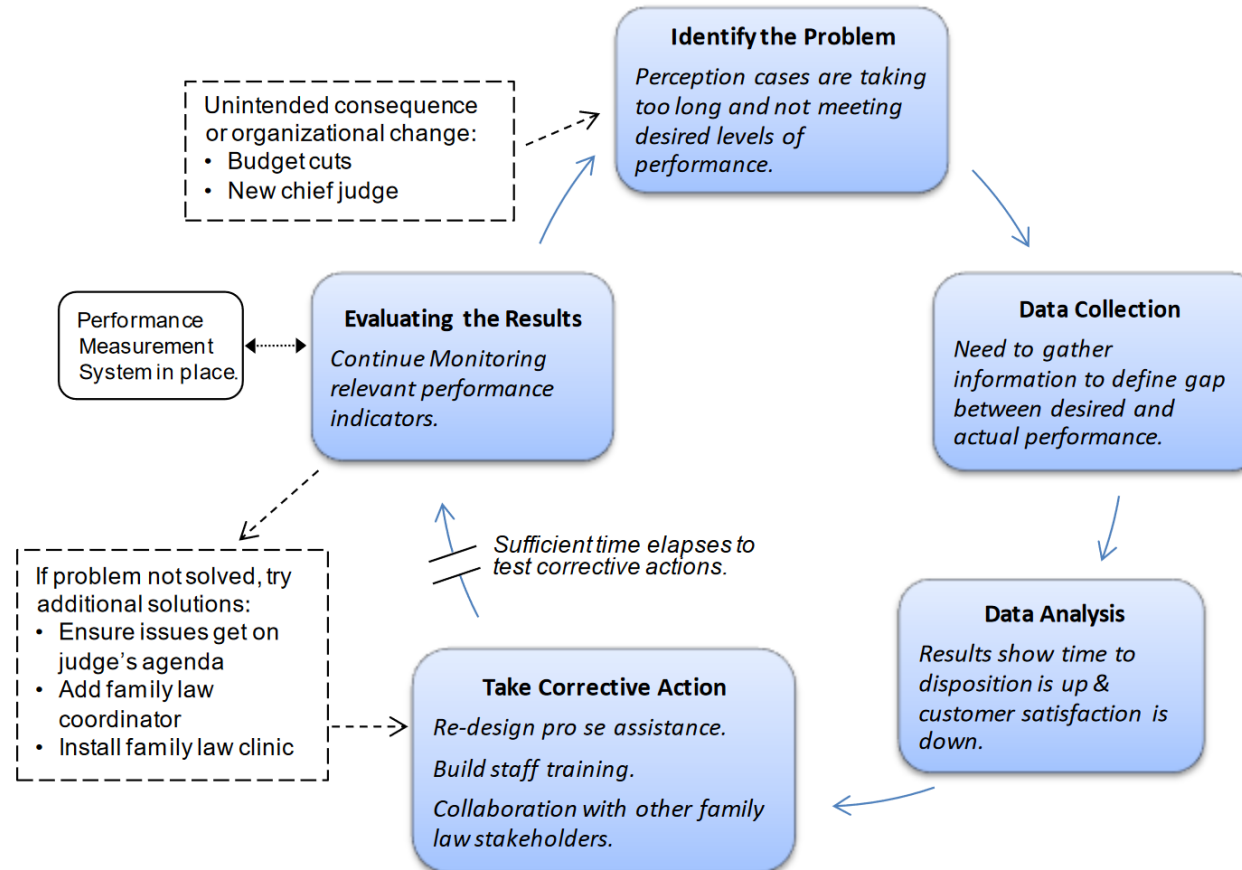 Identify the Problem
Perception cases are taking
too long and not meeting
desired levels of
performance.
Unintended consequence
or organizational change:
• Budget cuts
• New chief judge
Data Collection
Need to gather
information to define gap
between desired and
actual performance.
Evaluating the Results
Continue Monitoring
relevant performance
indicators.
Performance
Measurement
System in place.
Sufficient time elapses to
test corrective actions.
Data Analysis
Results show time to
disposition is up &
customer satisfaction is
down.
If problem not solved, try
additional solutions:
• Ensure issues get on
judge's agenda
• Add family law
coordinator
• Install family law clinic
Take Corrective Action
Re-design pro se assistance.
Build staff training.
Collaboration with other family
law stakeholders.